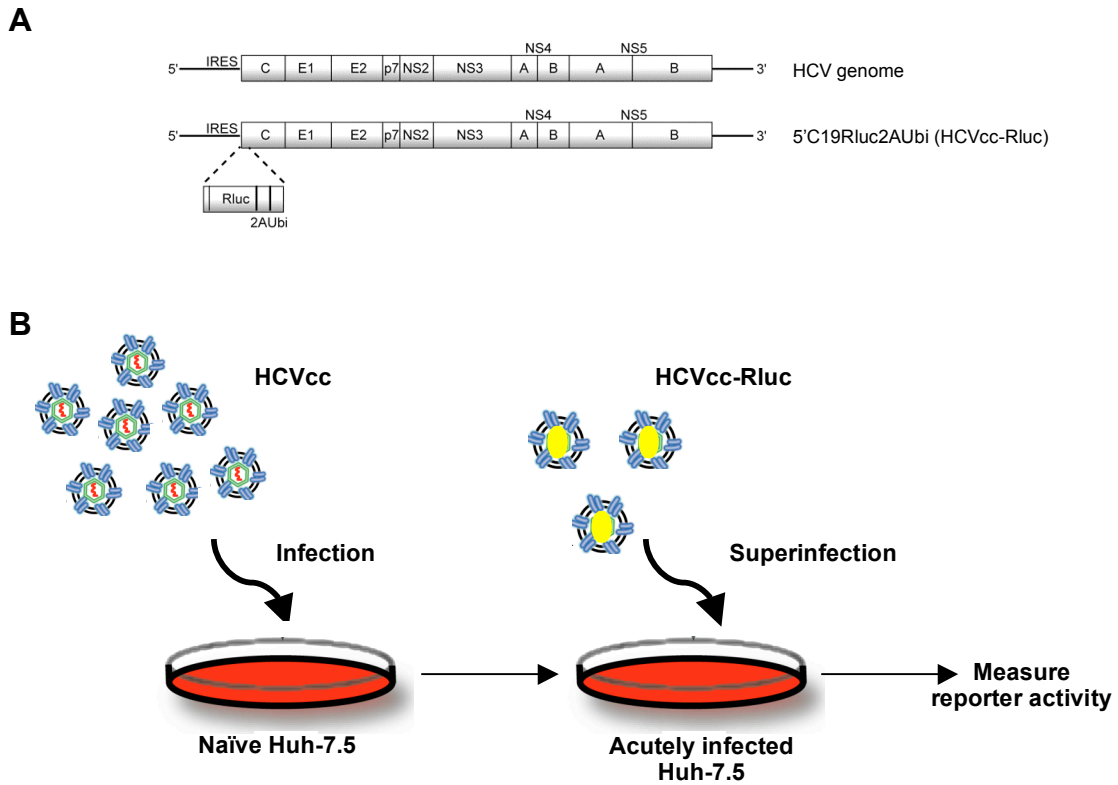 A
NS4 NS5
5' IRES C E1 E2 p7 NS2 NS3 A B A B 3' HCV genome
NS4 NS5
5' IRES C E1 E2 p7 NS2 NS3 A B A B 3' 5'C19Rluc2AUbi (HCVcc-Rluc)
Rluc
2AUbi
B
HCVcc
HCVcc-Rluc
Infection
Superinfection
Naïve Huh-7.5
Acutely infected
Huh-7.5
Measure
reporter activity